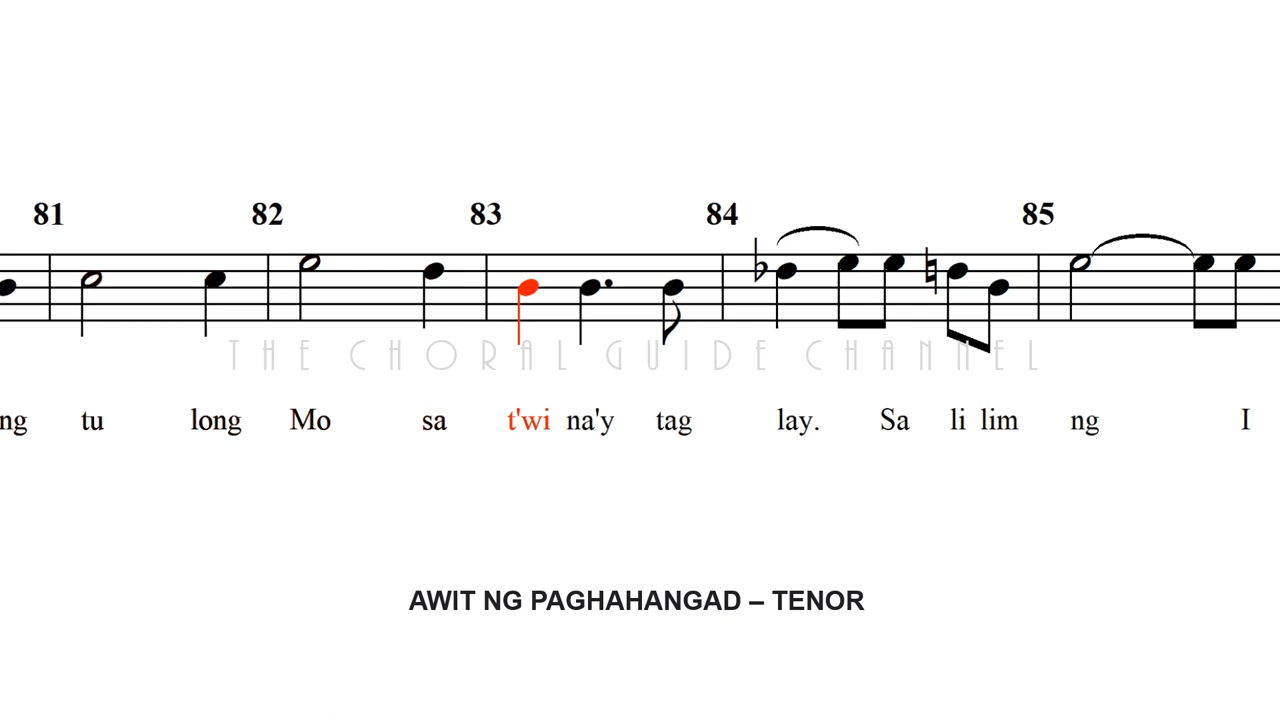 81 82 83 84 85
THE CHORAL GUIDE CHANNEL
ng tu long Mo sa t'wi na'y tag lay. Sa li lim ng I
AWIT NG PAGHAHANGAD – TENOR